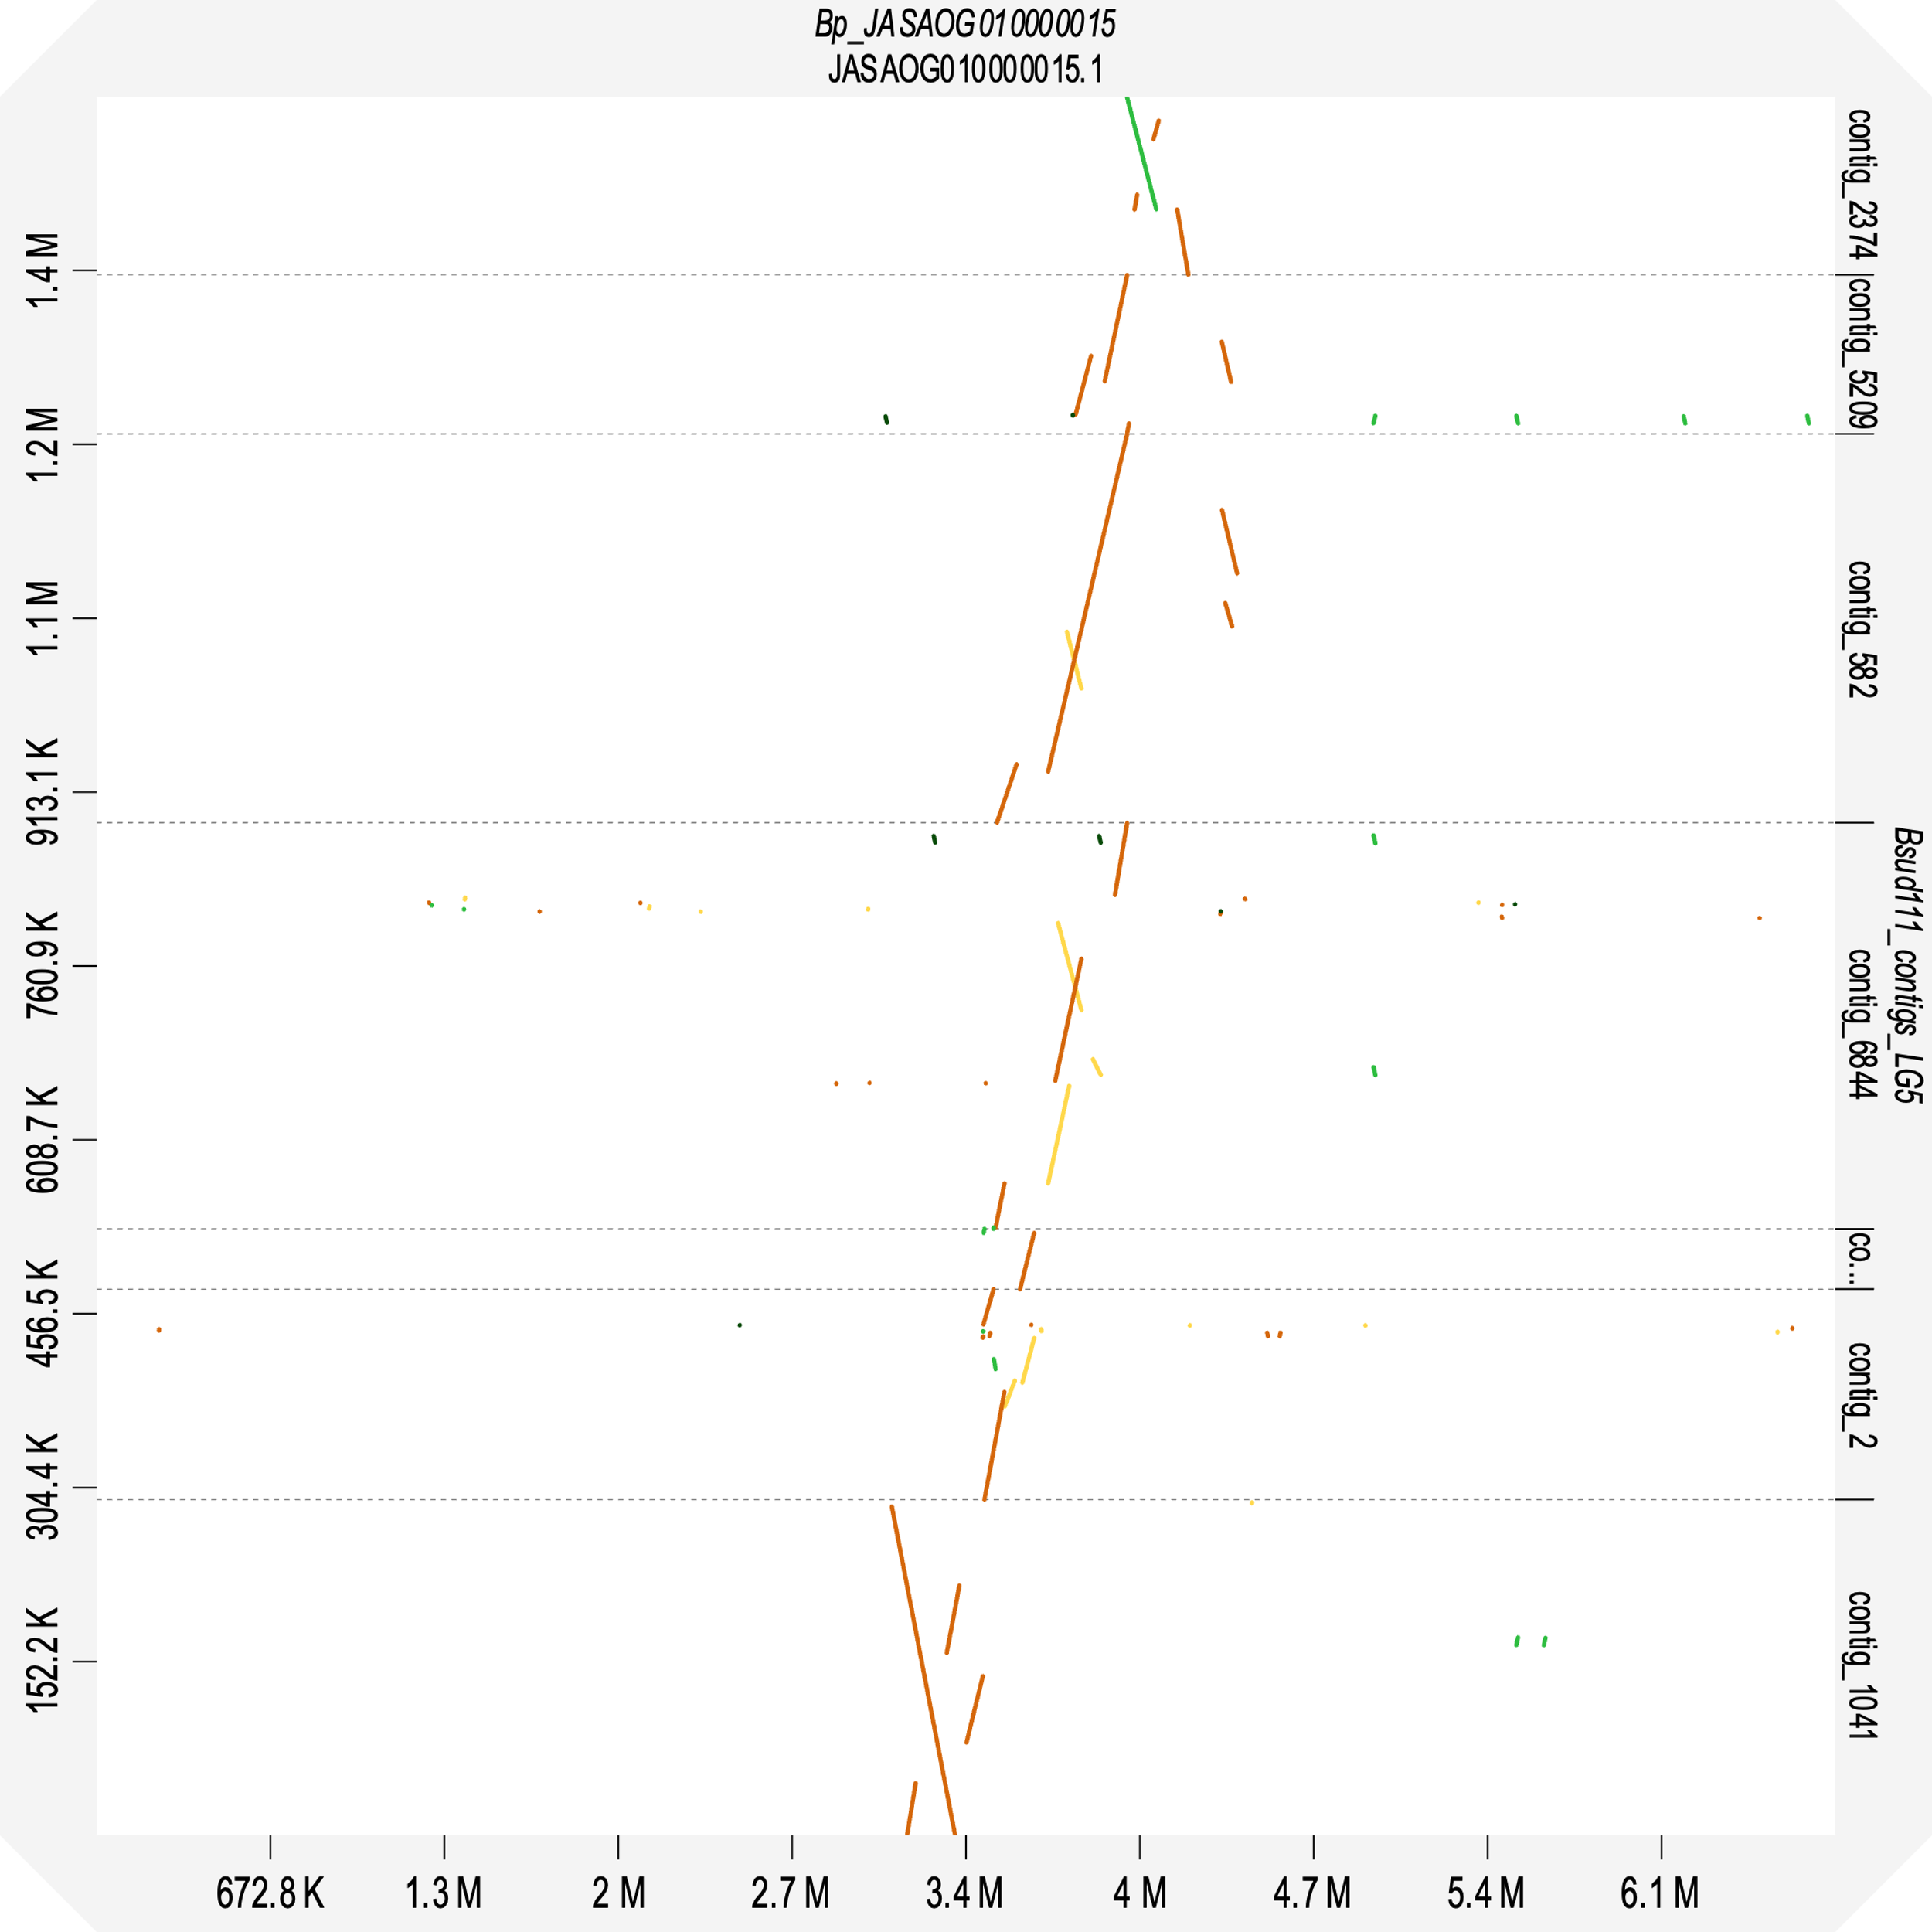 Bp_JASAOG010000015
JASAOG010000015.1
1.4 M
1.2 M
1.1 M
913.1 K
760.9 K
608.7 K
456.5 K
304.4 K
152.2 K
contig_2374
contig_5209
contig_582
contig_6844
co...
contig_2
contig_1041
Bsud111_contigs_LG5
672.8 K
1.3 M
2 M
2.7 M
3.4 M
4 M
4.7 M
5.4 M
6.1 M